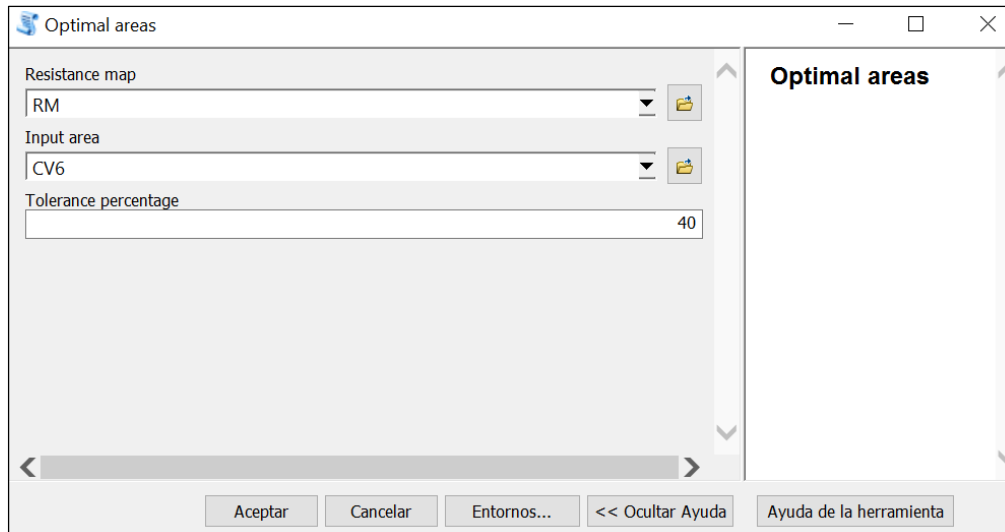 Optimal areas
Resistance map
RM
Input area
CV6
Tolerance percentage
40
Optimal areas
Aceptar
Cancelar
Entornos...
<< Ocultar Ayuda
Ayuda de la herramienta